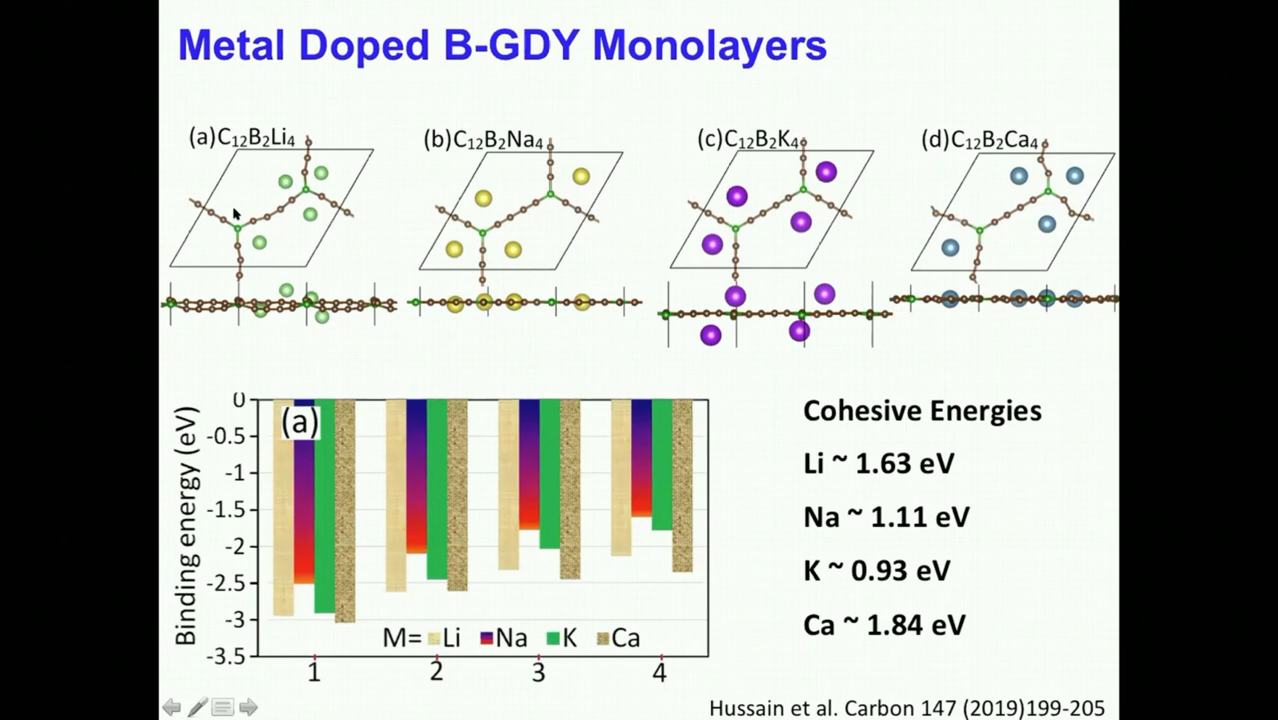 Metal Doped B-GDY Monolayers
(a)C₁₂B₂Li₄
(b)C₁₂B₂Na₄
(c)C₁₂B₂K₄
(d)C₁₂B₂Ca₄
Binding energy (eV)
0
-0.5
-1
-1.5
-2
-2.5
-3
-3.5
(a)
M= Li Na K Ca
1 2 3 4
Cohesive Energies
Li ~ 1.63 eV
Na ~ 1.11 eV
K ~ 0.93 eV
Ca ~ 1.84 eV
Hussain et al. Carbon 147 (2019)199-205